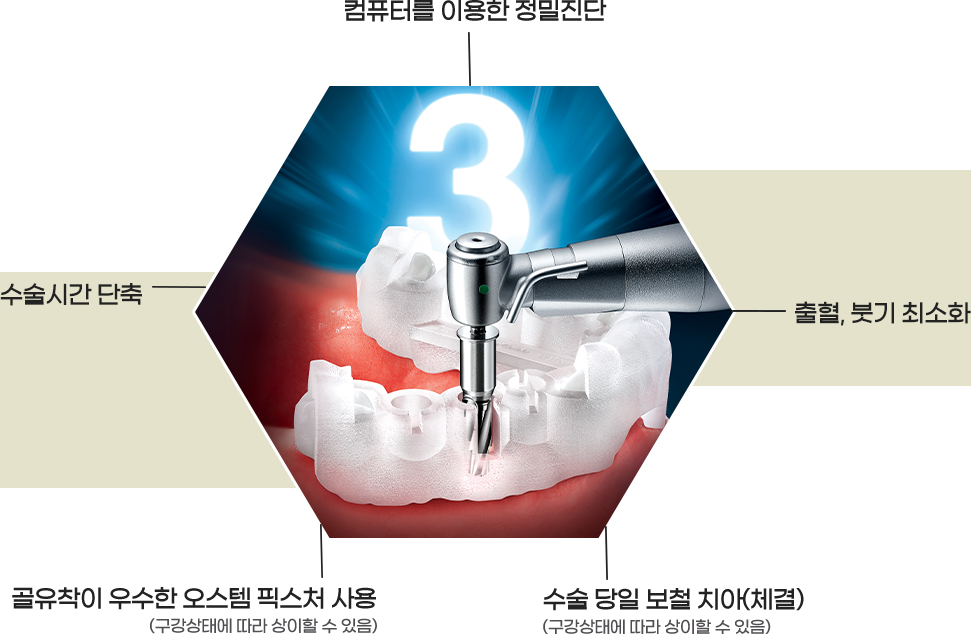 컴퓨터를 이용한 정밀진단
3
수술시간 단축
출혈, 붓기 최소화
골유착이 우수한 오스템 픽스처 사용
(구강상태에 따라 상이할 수 있음)
수술 당일 보철 치아(체결)
(구강상태에 따라 상이할 수 있음)